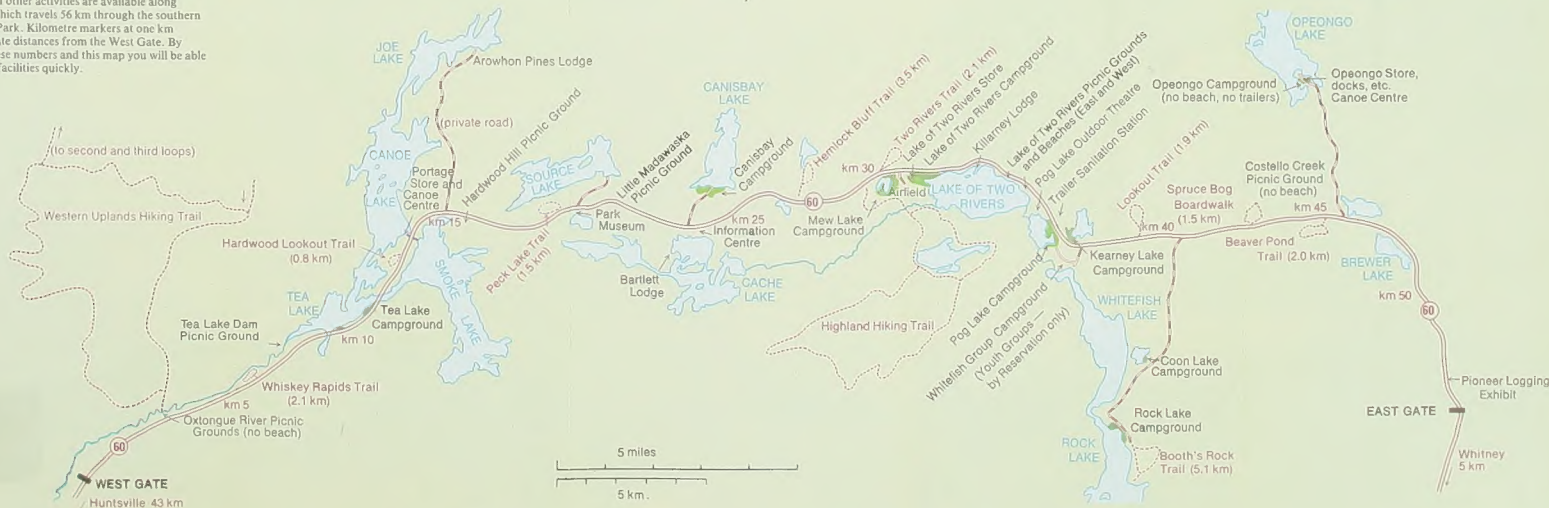 other activities are available along
which travels 56 km through the southern
Park. Kilometre markers at one km
distances from the West Gate. By
these numbers and this map you will be able
facilities quickly.
JOE
LAKE
Arowhon Pines Lodge
(private road)
Hardwood Hill Picnic Ground
(to second and third loops)
Western Uplands Hiking Trail
CANOE
LAKE
Portage
Store and
Canoe
Centre
km 15
Hardwood Lookout Trail
(0.8 km)
TEA
LAKE
Tea Lake Dam
Picnic Ground
Tea Lake
Campground
km 10
SMOKE
LAKE
Whiskey Rapids Trail
(2.1 km)
km 5
Oxtongue River Picnic
Grounds (no beach)
60
WEST GATE
Huntsville 43 km
SOURCE
LAKE
Peck Lake Trail
(1.5 km)
Park
Museum
Little Madawaska
Picnic Ground
CANISBAY
LAKE
Canisbay
Campground
km 25
Information
Centre
Bartlett
Lodge
CACHE
LAKE
5 miles
5 km.
60
Hemlock Bluff Trail (3.5 km)
km 30
Mew Lake
Campground
Two Rivers Trail (2.1 km)
Lake of Two Rivers Store
Lake of Two Rivers Campground
Airfield
LAKE OF TWO
RIVERS
Killarney Lodge
Lake of Two Rivers Picnic Grounds
and Beaches (East and West)
Pog Lake Outdoor Theatre
Trailer Sanitation Station
Highland Hiking Trail
Pog Lake Campground
Whitefish Group Campground
(Youth Groups —
by Reservation only)
Lookout Trail (1.9 km)
km 40
Kearney Lake
Campground
WHITEFISH
LAKE
Coon Lake
Campground
Rock Lake
Campground
ROCK
LAKE
Booth's Rock
Trail (5.1 km)
OPEONGO
LAKE
Opeongo Campground
(no beach, no trailers)
Opeongo Store,
docks, etc.
Canoe Centre
Costello Creek
Picnic Ground
(no beach)
Spruce Bog
Boardwalk
(1.5 km)
km 45
Beaver Pond
Trail (2.0 km)
BREWER
LAKE
km 50
60
Pioneer Logging
Exhibit
EAST GATE
Whitney
5 km